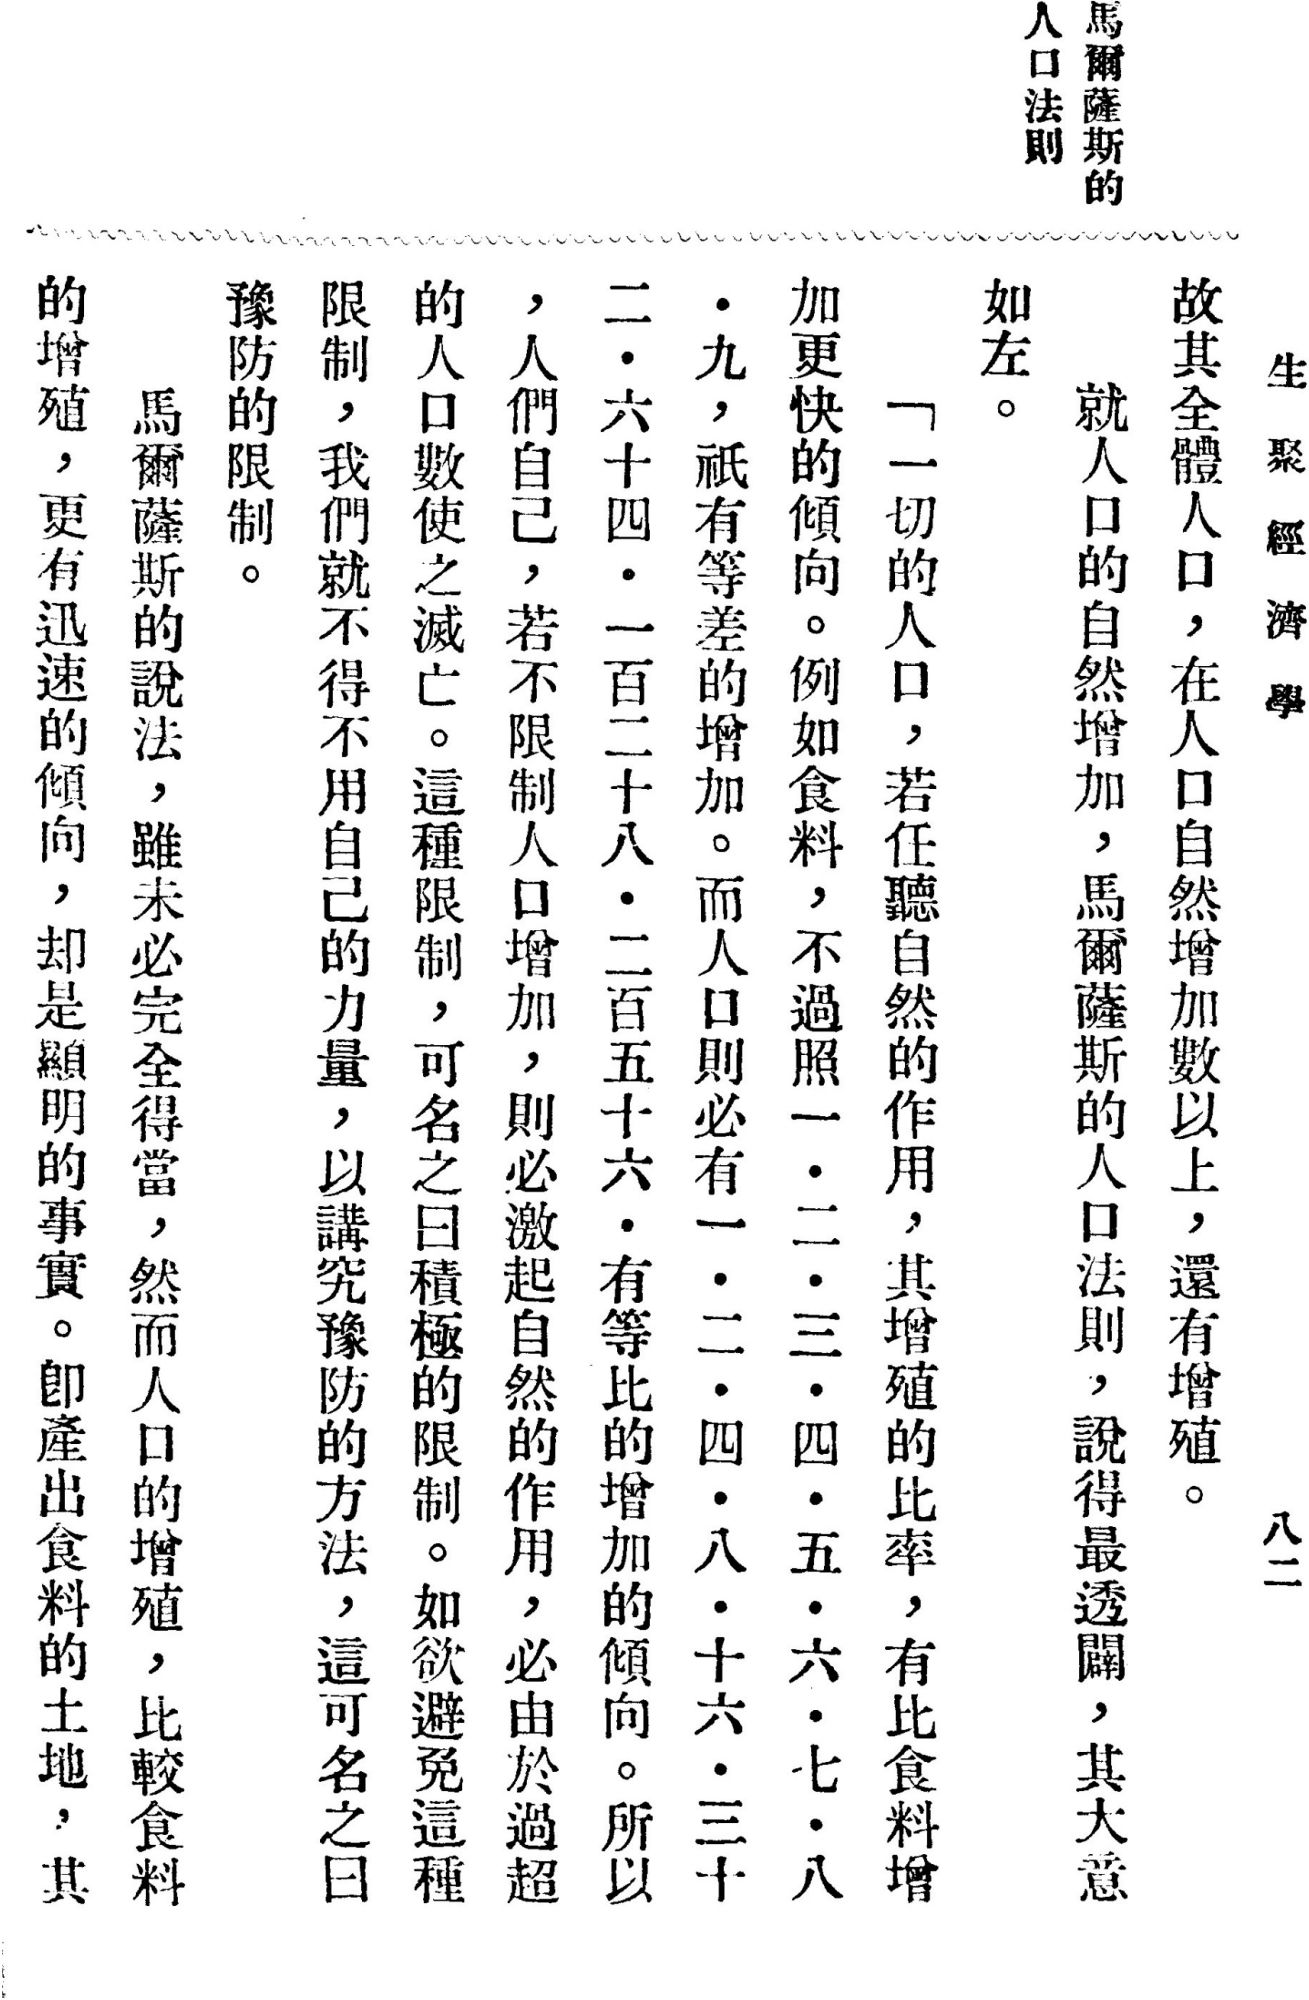 生聚經濟學
八二
馬爾薩斯的
人口法則
故其全體人口，在人口自然增加數以上，還有增殖。
就人口的自然增加，馬爾薩斯的人口法則，說得最透闢，其大意
如左。
「一切的人口，若任聽自然的作用，其增殖的比率，有比食料增
加更快的傾向。例如食料，不過照一・二・三・四・五・六・七・八
・九，祇有等差的增加。而人口則必有一・二・四・八・十六・三十
二・六十四・一百二十八・二百五十六・有等比的增加的傾向。所以
，人們自己，若不限制人口增加，則必激起自然的作用，必由於過超
的人口數使之滅亡。這種限制，可名之曰積極的限制。如欲避免這種
限制，我們就不得不用自己的力量，以講究豫防的方法，這可名之曰
豫防的限制。
馬爾薩斯的說法，雖未必完全得當，然而人口的增殖，比較食料
的增殖，更有迅速的傾向，却是顯明的事實。卽產出食料的土地，其